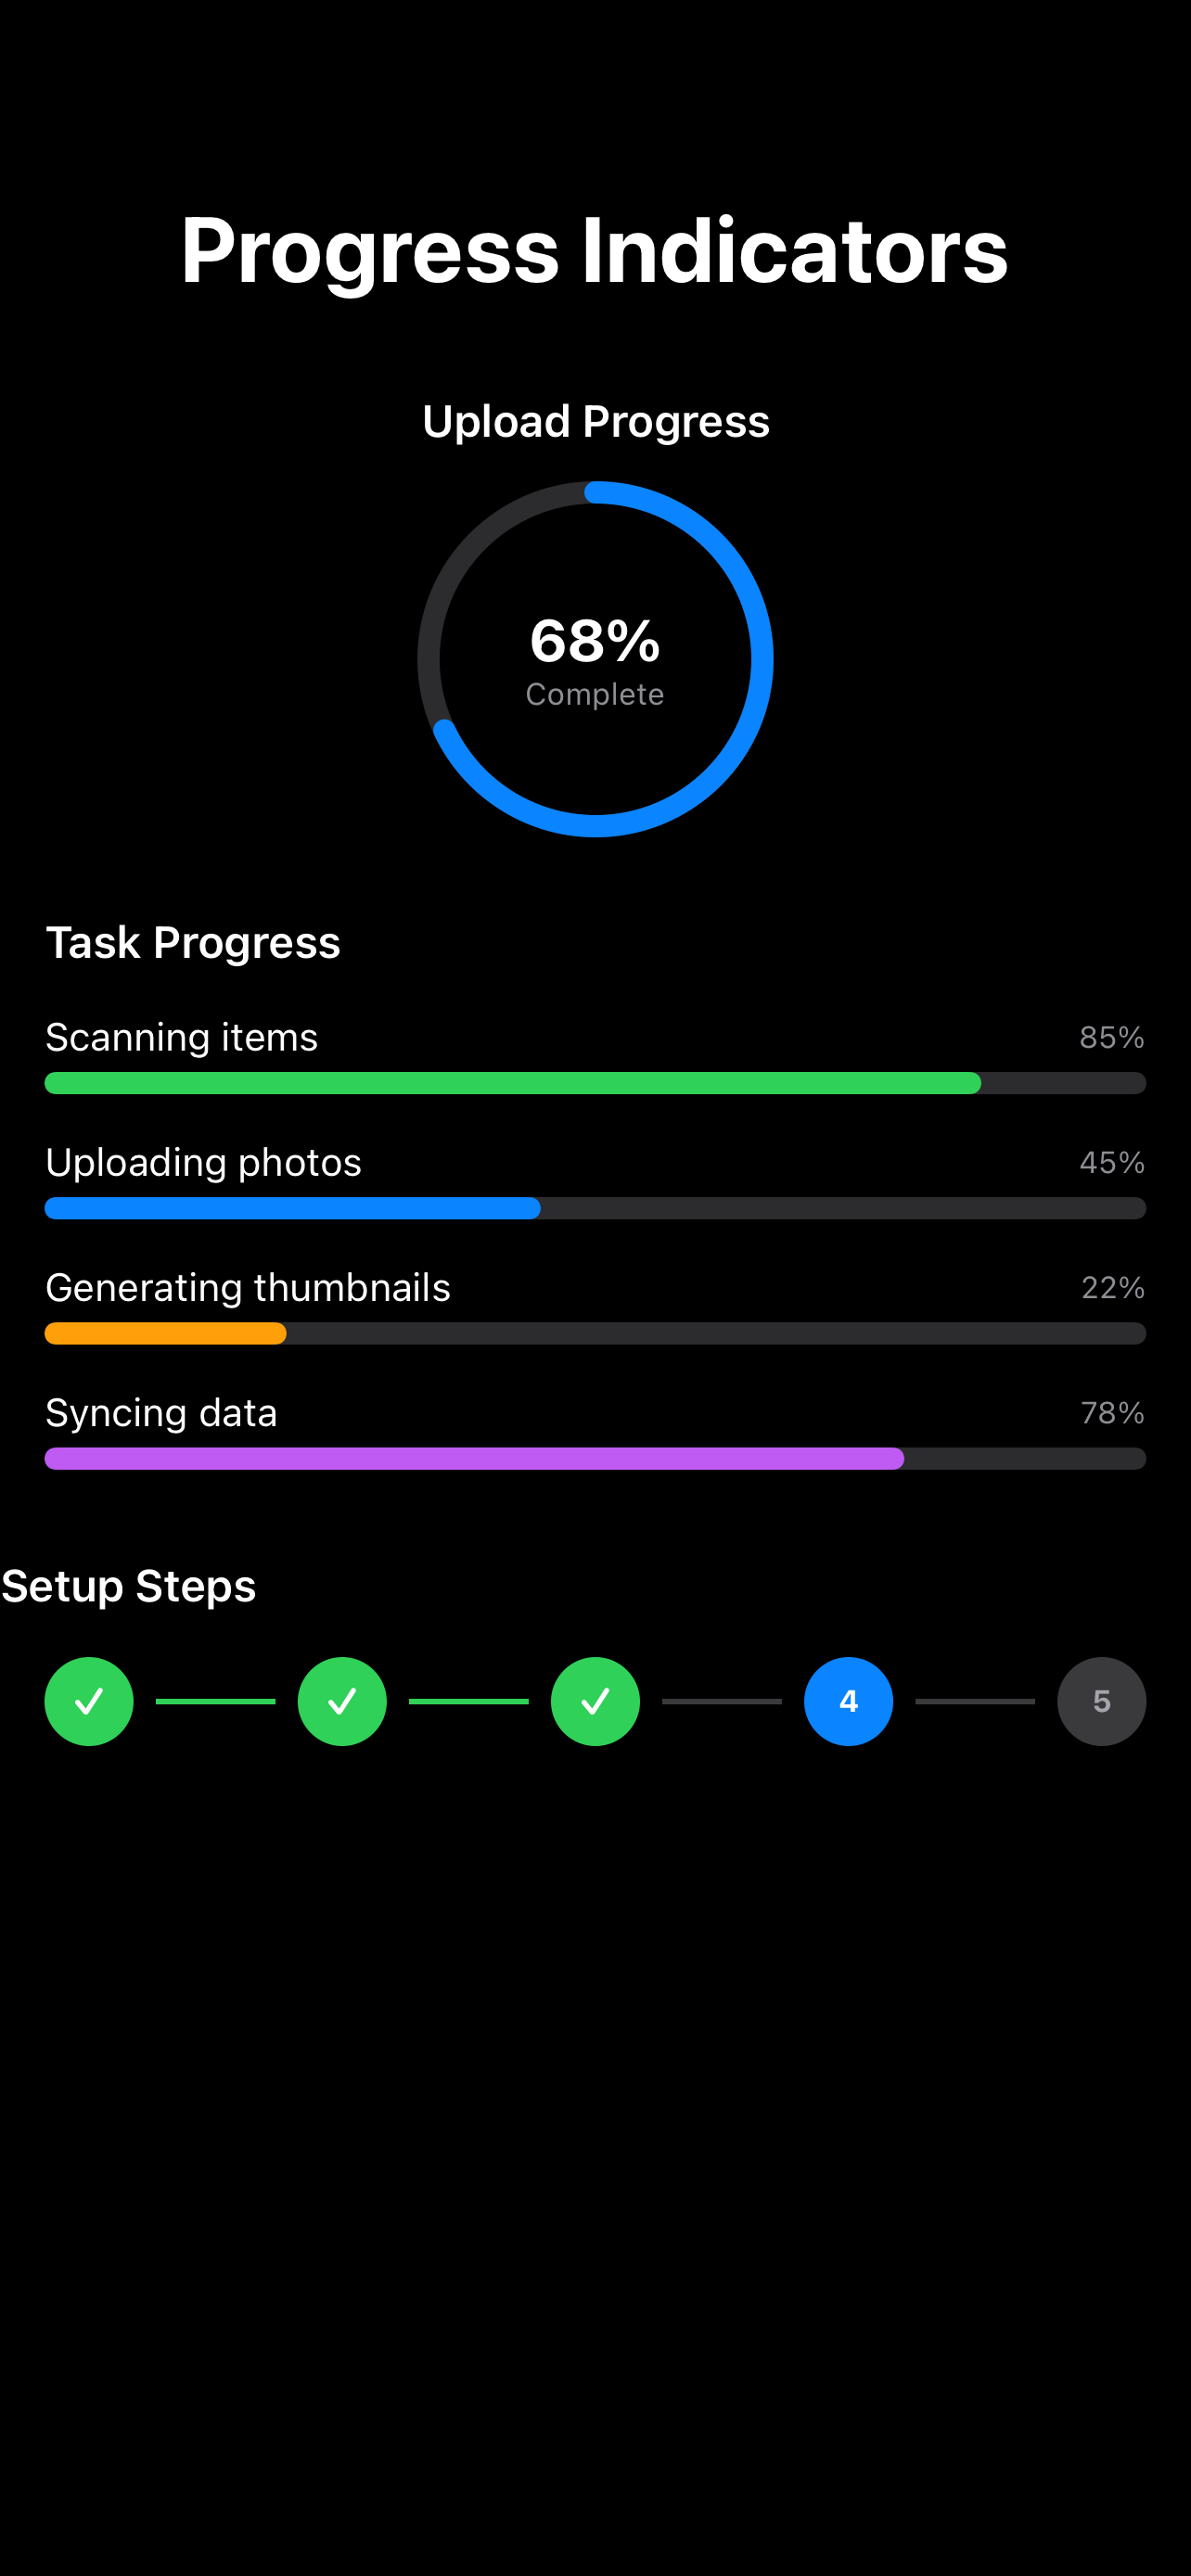 Progress Indicators
Upload Progress
68%
Complete
Task Progress
Scanning items 85%
Uploading photos 45%
Generating thumbnails 22%
Syncing data 78%
Setup Steps
4 5